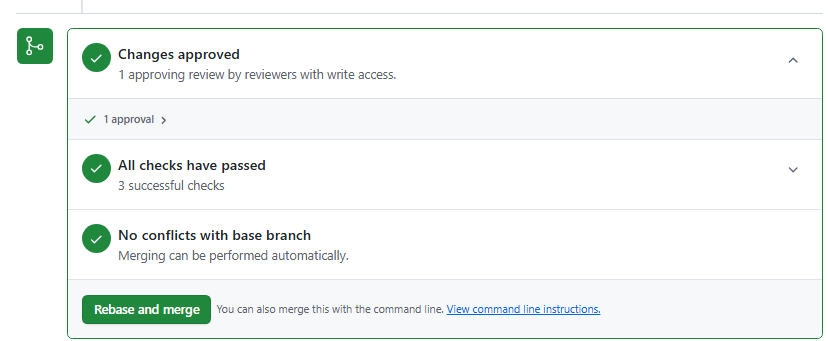 Changes approved
1 approving review by reviewers with write access.
1 approval
All checks have passed
3 successful checks
No conflicts with base branch
Merging can be performed automatically.
Rebase and merge You can also merge this with the command line. View command line instructions.